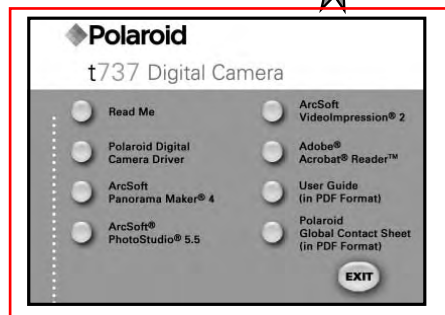 Polaroid
t737 Digital Camera
Read Me
Polaroid Digital
Camera Driver
ArcSoft
Panorama Maker® 4
ArcSoft®
PhotoStudio® 5.5
ArcSoft
VideoImpression® 2
Adobe®
Acrobat® Reader™
User Guide
(in PDF Format)
Polaroid
Global Contact Sheet
(in PDF Format)
EXIT